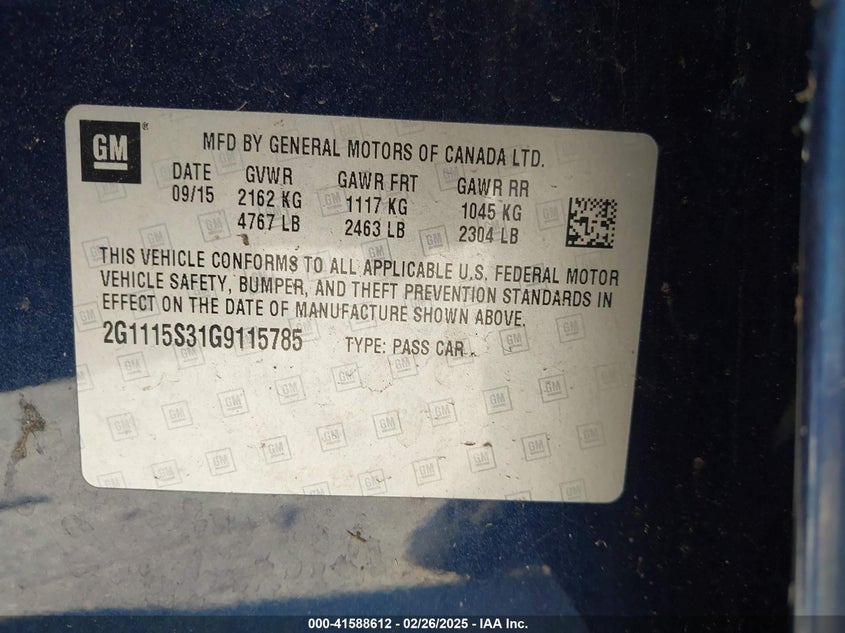 GM
MFD BY GENERAL MOTORS OF CANADA LTD.
DATE GVWR GAWR FRT GAWR RR
09/15 2162 KG 1117 KG 1045 KG
4767 LB 2463 LB 2304 LB
THIS VEHICLE CONFORMS TO ALL APPLICABLE U.S. FEDERAL MOTOR
VEHICLE SAFETY, BUMPER, AND THEFT PREVENTION STANDARDS IN
EFFECT ON THE DATE OF MANUFACTURE SHOWN ABOVE.
2G1115S31G9115785 TYPE: PASS CAR
000-41588612 - 02/26/2025 - IAA Inc.